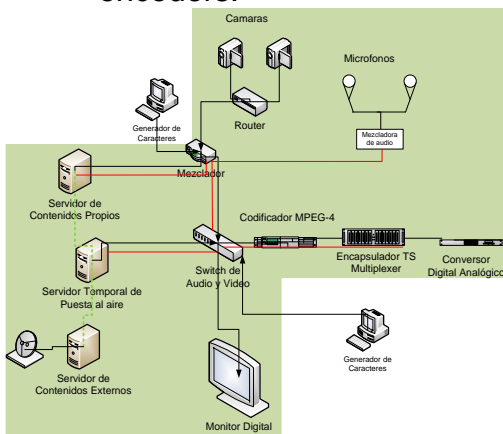 encoders.
Camaras
Microfonos
Generador de
Caracteres
Router
Mezcladora
de audio
Mezclador
Servidor de
Contenidos Propios
Codificador MPEG-4
Switch de
Audio y Video
Encapsulador TS
Multiplexer
Conversor
Digital Analógico
Servidor Temporal de
Puesta al aire
Generador de
Caracteres
Servidor de
Contenidos Externos
Monitor Digital